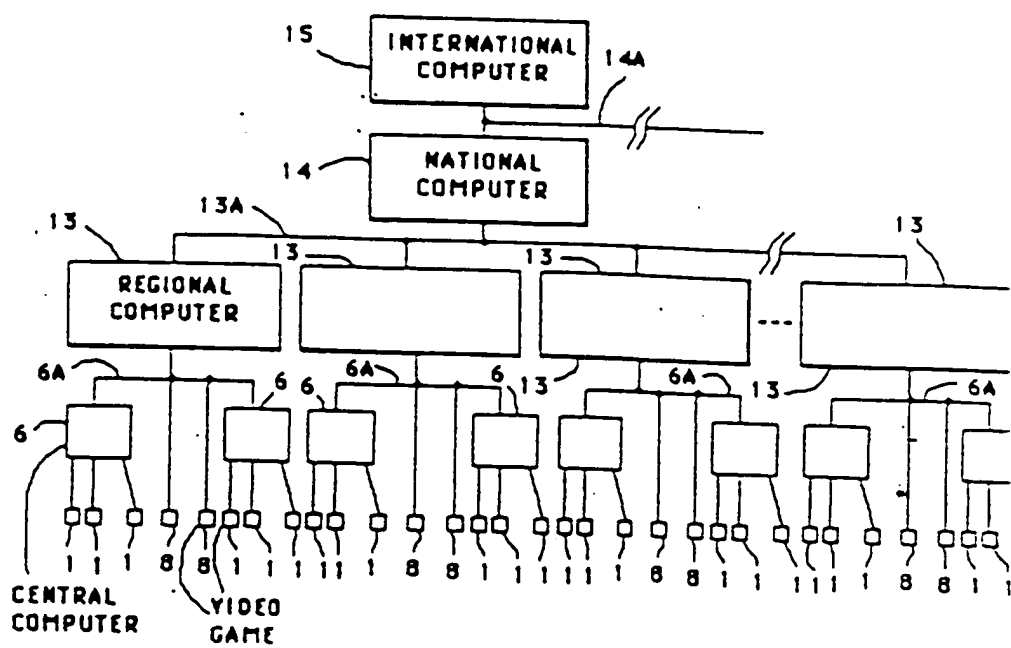 15
INTERNATIONAL
COMPUTER
14A
14
NATIONAL
COMPUTER
13 13A 13 13 13
REGIONAL
COMPUTER
6A 6A 13 6A 13 6A
6 6 6 6
1 1 1 8 8 1 1 1 1 1 1 8 8 1 1 1 1 1 1 8 8 1 1 1 1 1 1 8 8 1 1
CENTRAL
COMPUTER
VIDEO
GAME